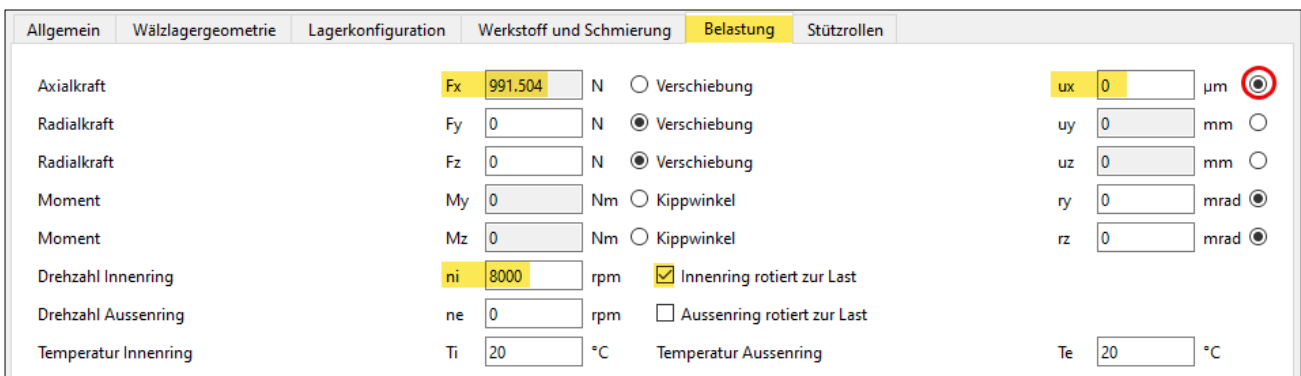 Allgemein Wälzlagergeometrie Lagerkonfiguration Werkstoff und Schmierung Belastung Stützrollen
Axialkraft Fx 991.504 N Verschiebung ux 0 µm
Radialkraft Fy 0 N Verschiebung uy 0 mm
Radialkraft Fz 0 N Verschiebung uz 0 mm
Moment My 0 Nm Kippwinkel ry 0 mrad
Moment Mz 0 Nm Kippwinkel rz 0 mrad
Drehzahl Innenring ni 8000 rpm Innenring rotiert zur Last
Drehzahl Aussenring ne 0 rpm Aussenring rotiert zur Last
Temperatur Innenring Ti 20 °C Temperatur Aussenring Te 20 °C